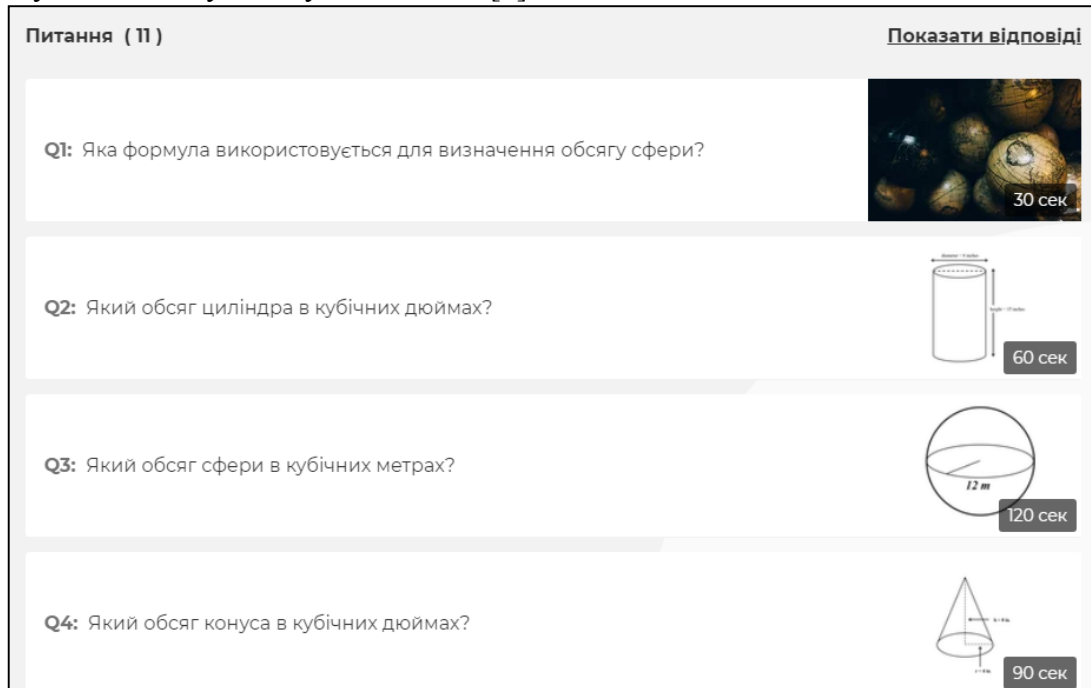 Питання ( 11 )
Показати відповіді
Q1: Яка формула використовується для визначення обсягу сфери?
30 сек
Q2: Який обсяг циліндра в кубічних дюймах?
60 сек
Q3: Який обсяг сфери в кубічних метрах?
12 m
120 сек
Q4: Який обсяг конуса в кубічних дюймах?
90 сек